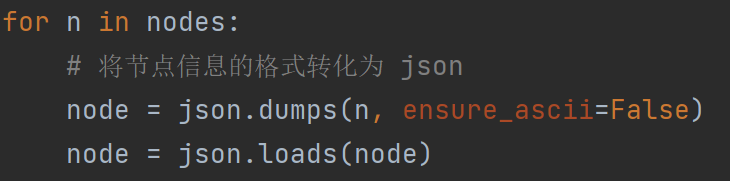 for n in nodes:
# 将节点信息的格式转化为 json
node = json.dumps(n, ensure_ascii=False)
node = json.loads(node)